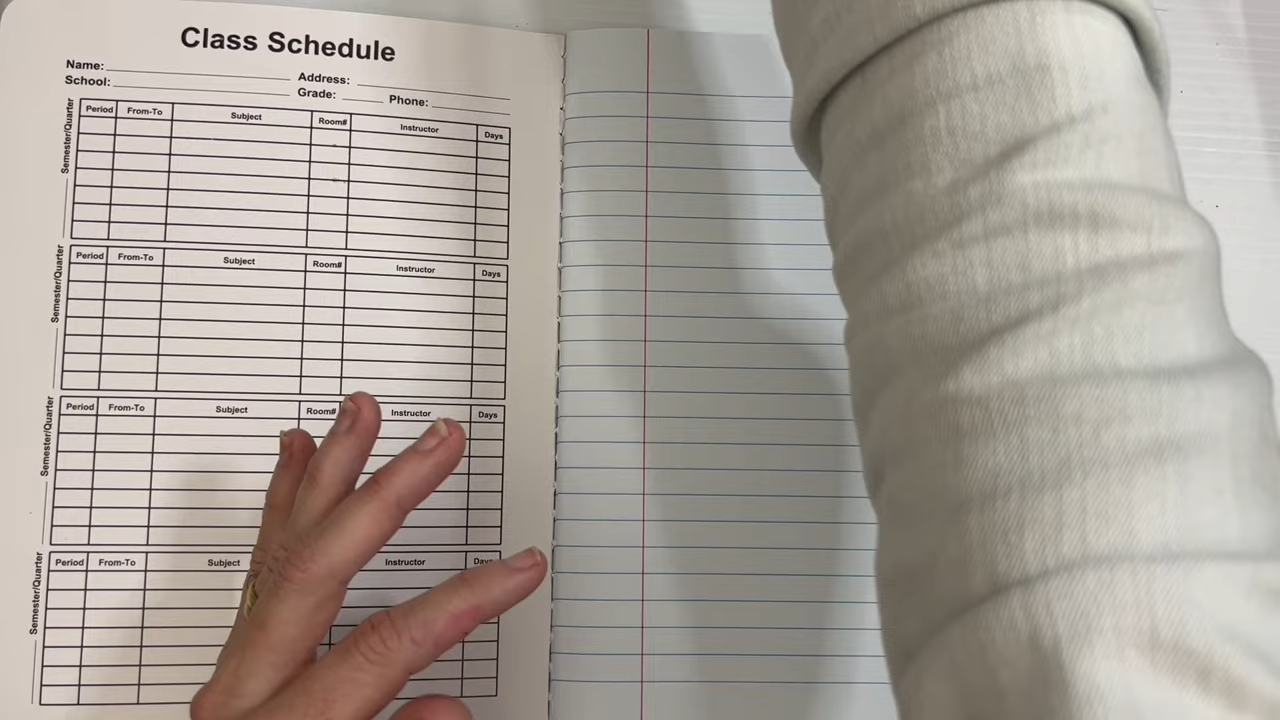 Class Schedule
Name:
Address:
School:
Grade:
Phone:
Semester/Quarter
Period From-To Subject Room# Instructor Days
Semester/Quarter
Period From-To Subject Room# Instructor Days
Semester/Quarter
Period From-To Subject Room# Instructor Days
Semester/Quarter
Period From-To Subject Instructor Days